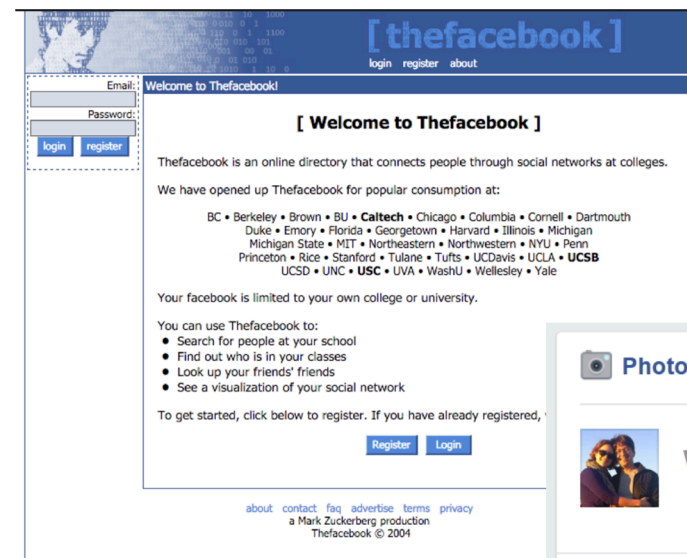 [ thefacebook ]
login register about
Email:
Password:
login register
Welcome to Thefacebook!
[ Welcome to Thefacebook ]
Thefacebook is an online directory that connects people through social networks at colleges.
We have opened up Thefacebook for popular consumption at:
BC • Berkeley • Brown • BU • Caltech • Chicago • Columbia • Cornell • Dartmouth
Duke • Emory • Florida • Georgetown • Harvard • Illinois • Michigan
Michigan State • MIT • Northeastern • Northwestern • NYU • Penn
Princeton • Rice • Stanford • Tulane • Tufts • UCDavis • UCLA • UCSB
UCSD • UNC • USC • UVA • WashU • Wellesley • Yale
Your facebook is limited to your own college or university.
You can use Thefacebook to:
• Search for people at your school
• Find out who is in your classes
• Look up your friends' friends
• See a visualization of your social network
To get started, click below to register. If you have already registered,
Register Login
about contact faq advertise terms privacy
a Mark Zuckerberg production
Thefacebook © 2004
Photo